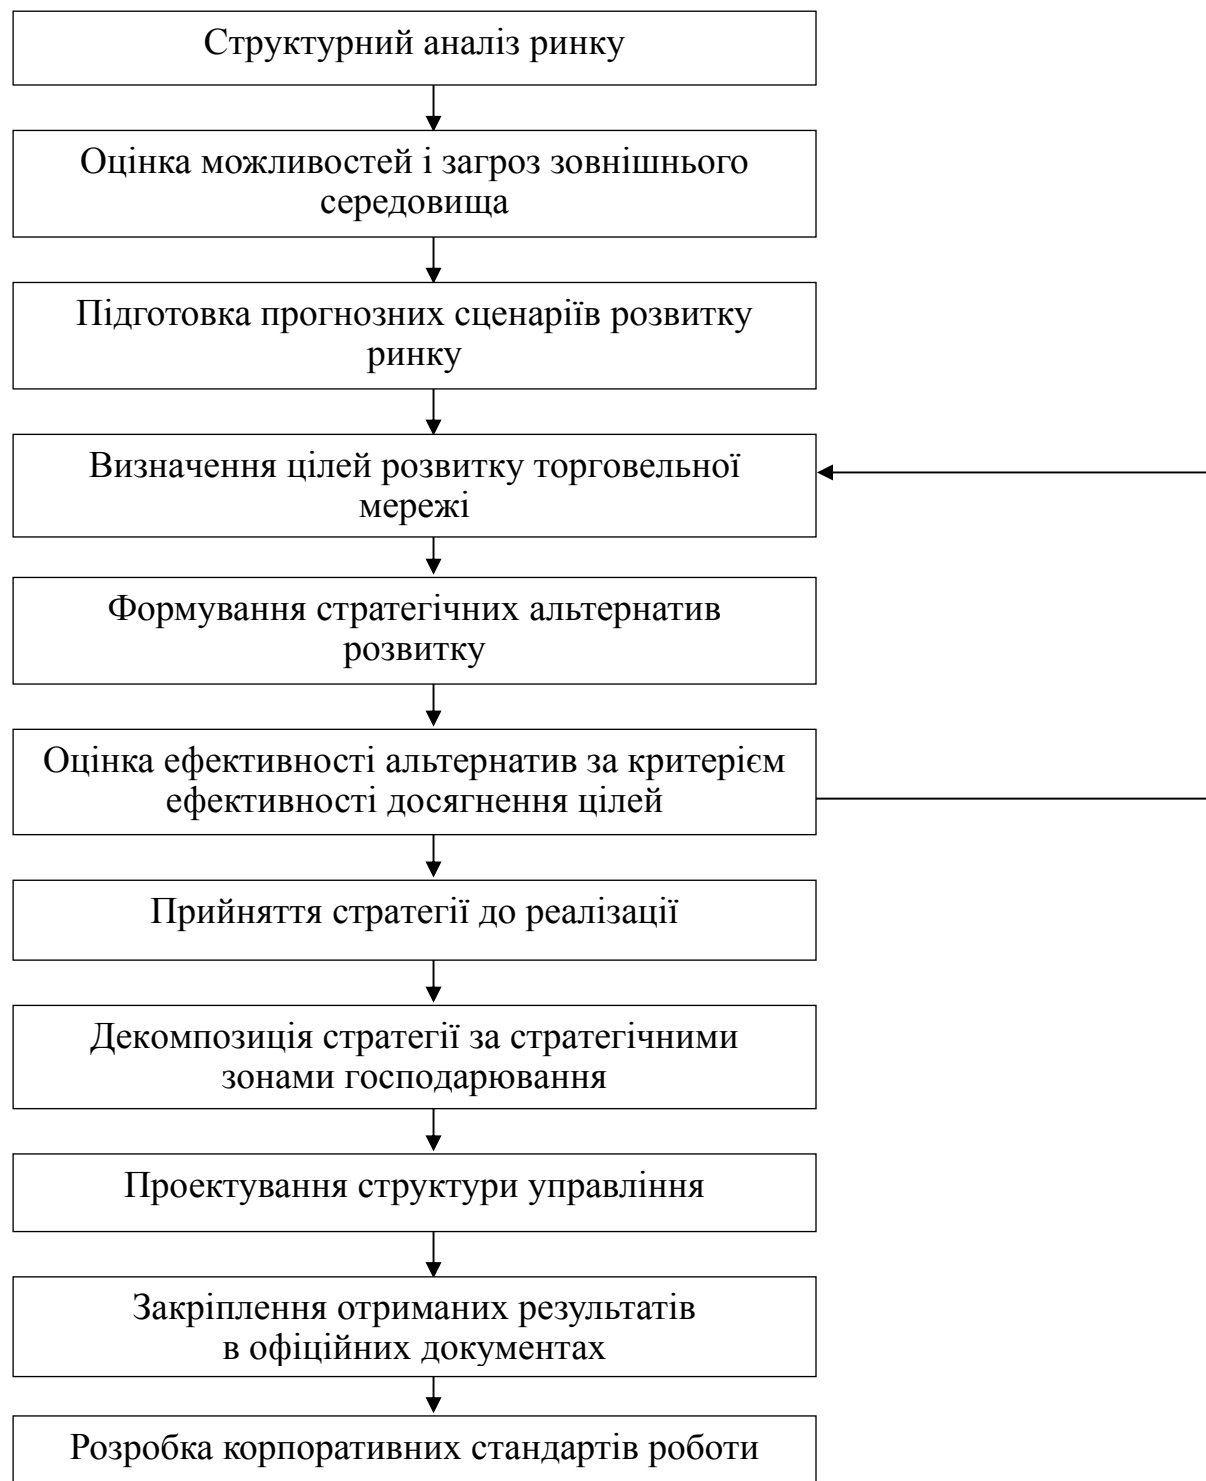 Структурний аналіз ринку
Оцінка можливостей і загроз зовнішнього
середовища
Підготовка прогнозних сценаріїв розвитку
ринку
Визначення цілей розвитку торговельної
мережі
Формування стратегічних альтернатив
розвитку
Оцінка ефективності альтернатив за критерієм
ефективності досягнення цілей
Прийняття стратегії до реалізації
Декомпозиція стратегії за стратегічними
зонами господарювання
Проектування структури управління
Закріплення отриманих результатів
в офіційних документах
Розробка корпоративних стандартів роботи